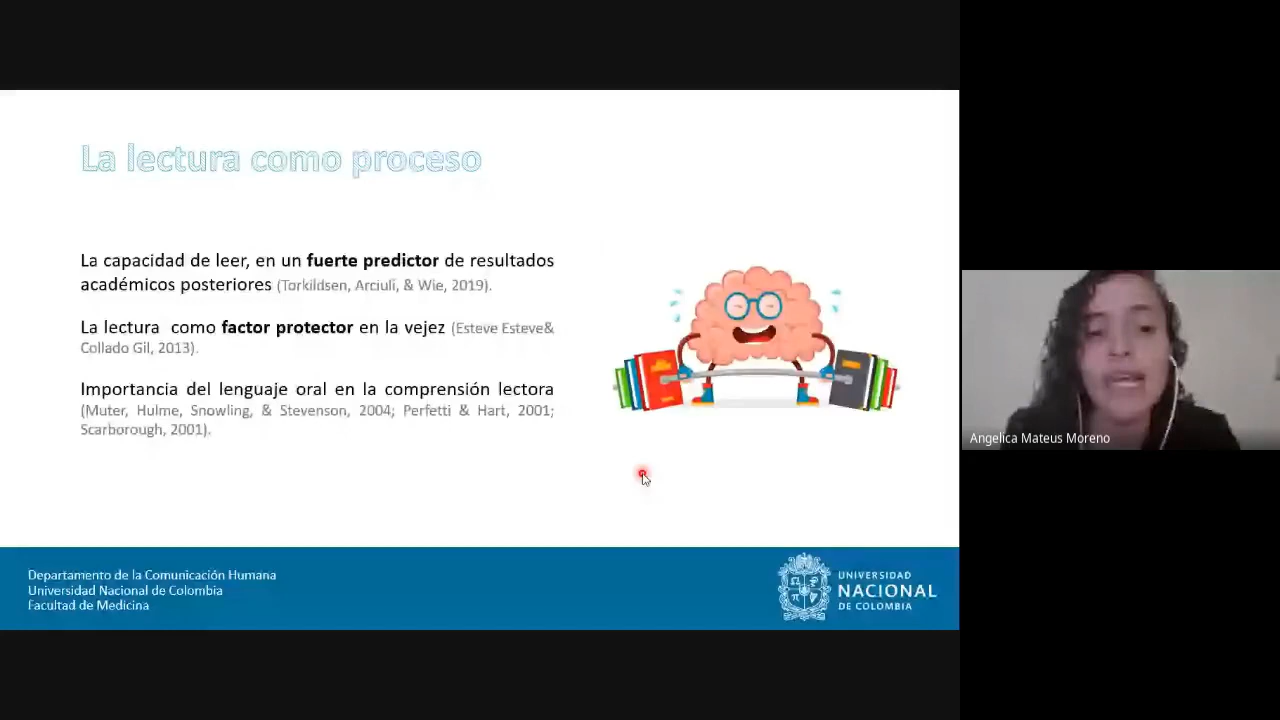 La lectura como proceso
La capacidad de leer, en un fuerte predictor de resultados
académicos posteriores (Torkildsen, Arciuli, & Wie, 2019).
La lectura como factor protector en la vejez (Esteve Esteve&
Collado Gil, 2013).
Importancia del lenguaje oral en la comprensión lectora
(Muter, Hulme, Snowling, & Stevenson, 2004; Perfetti & Hart, 2001;
Scarborough, 2001).
Angelica Mateus Moreno
Departamento de la Comunicación Humana
Universidad Nacional de Colombia
Facultad de Medicina
UNIVERSIDAD
NACIONAL
DE COLOMBIA